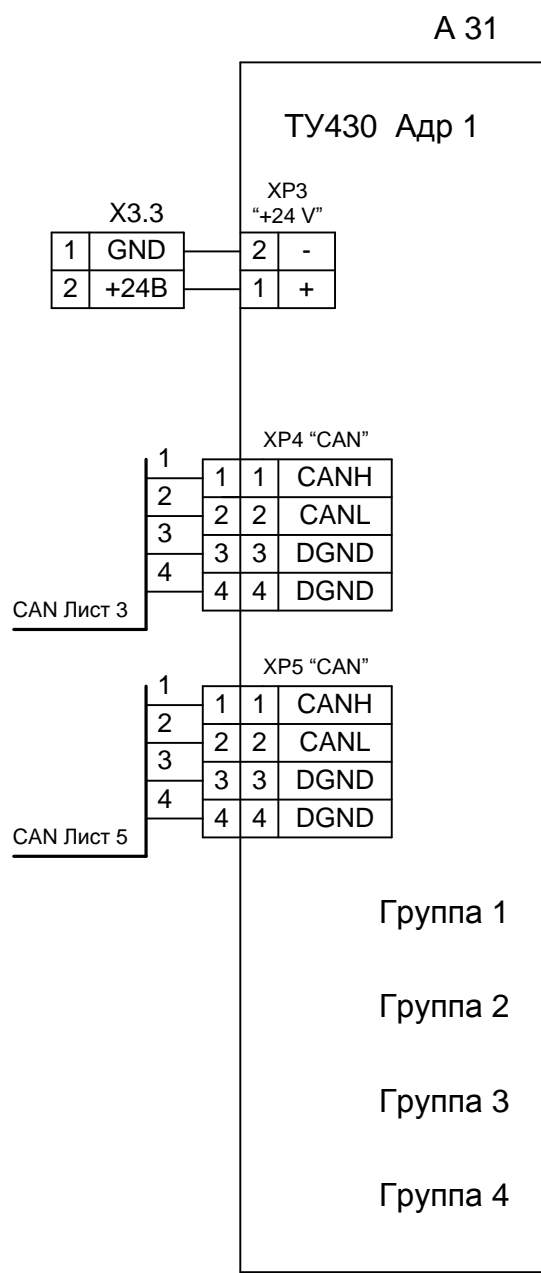 А 31
ТУ430 Адр 1
XP3
X3.3 “+24 V”
1 GND 2 -
2 +24В 1 +
XP4 “CAN”
1
1 1 CANH
2
2 2 CANL
3
3 3 DGND
4
4 4 DGND
CAN Лист 3
XP5 “CAN”
1
1 1 CANH
2
2 2 CANL
3
3 3 DGND
4
4 4 DGND
CAN Лист 5
Группа 1
Группа 2
Группа 3
Группа 4